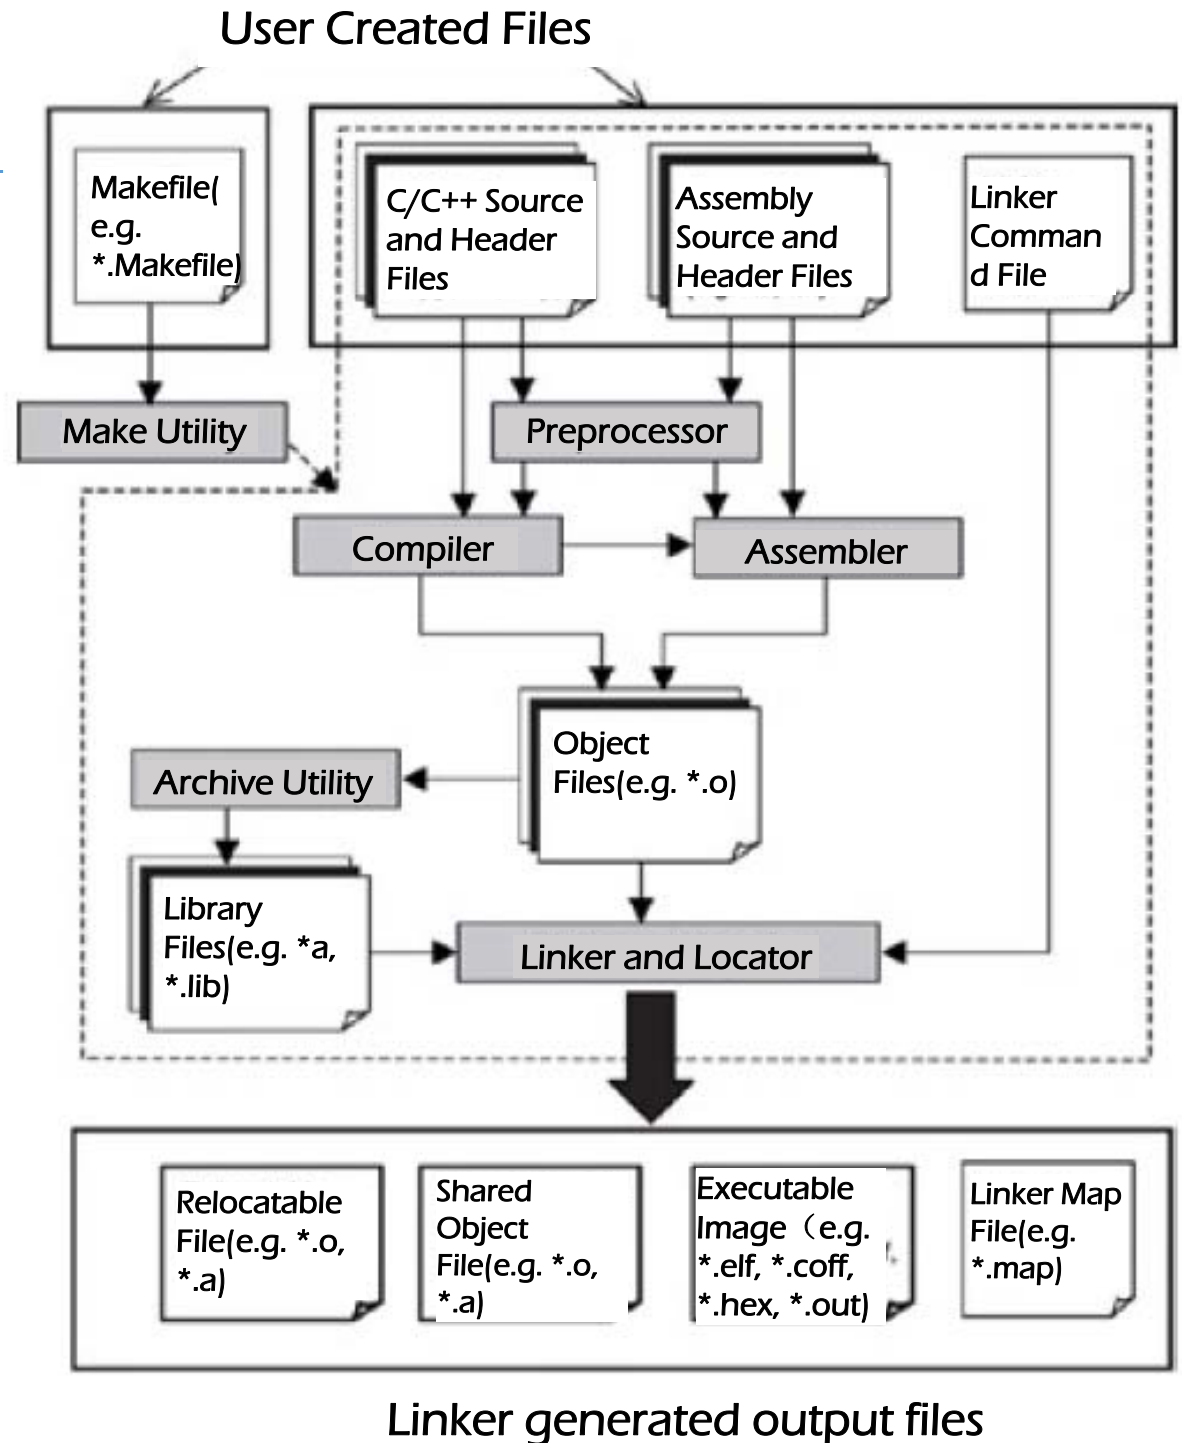 User Created Files
Makefile(
e.g.
*.Makefile)
C/C++ Source
and Header
Files
Assembly
Source and
Header Files
Linker
Comman
d File
Make Utility
Preprocessor
Compiler
Assembler
Object
Files(e.g. *.o)
Archive Utility
Library
Files(e.g. *a,
*.lib)
Linker and Locator
Relocatable
File(e.g. *.o,
*.a)
Shared
Object
File(e.g. *.o,
*.a)
Executable
Image（e.g.
*.elf, *.coff,
*.hex, *.out)
Linker Map
File(e.g.
*.map)
Linker generated output files